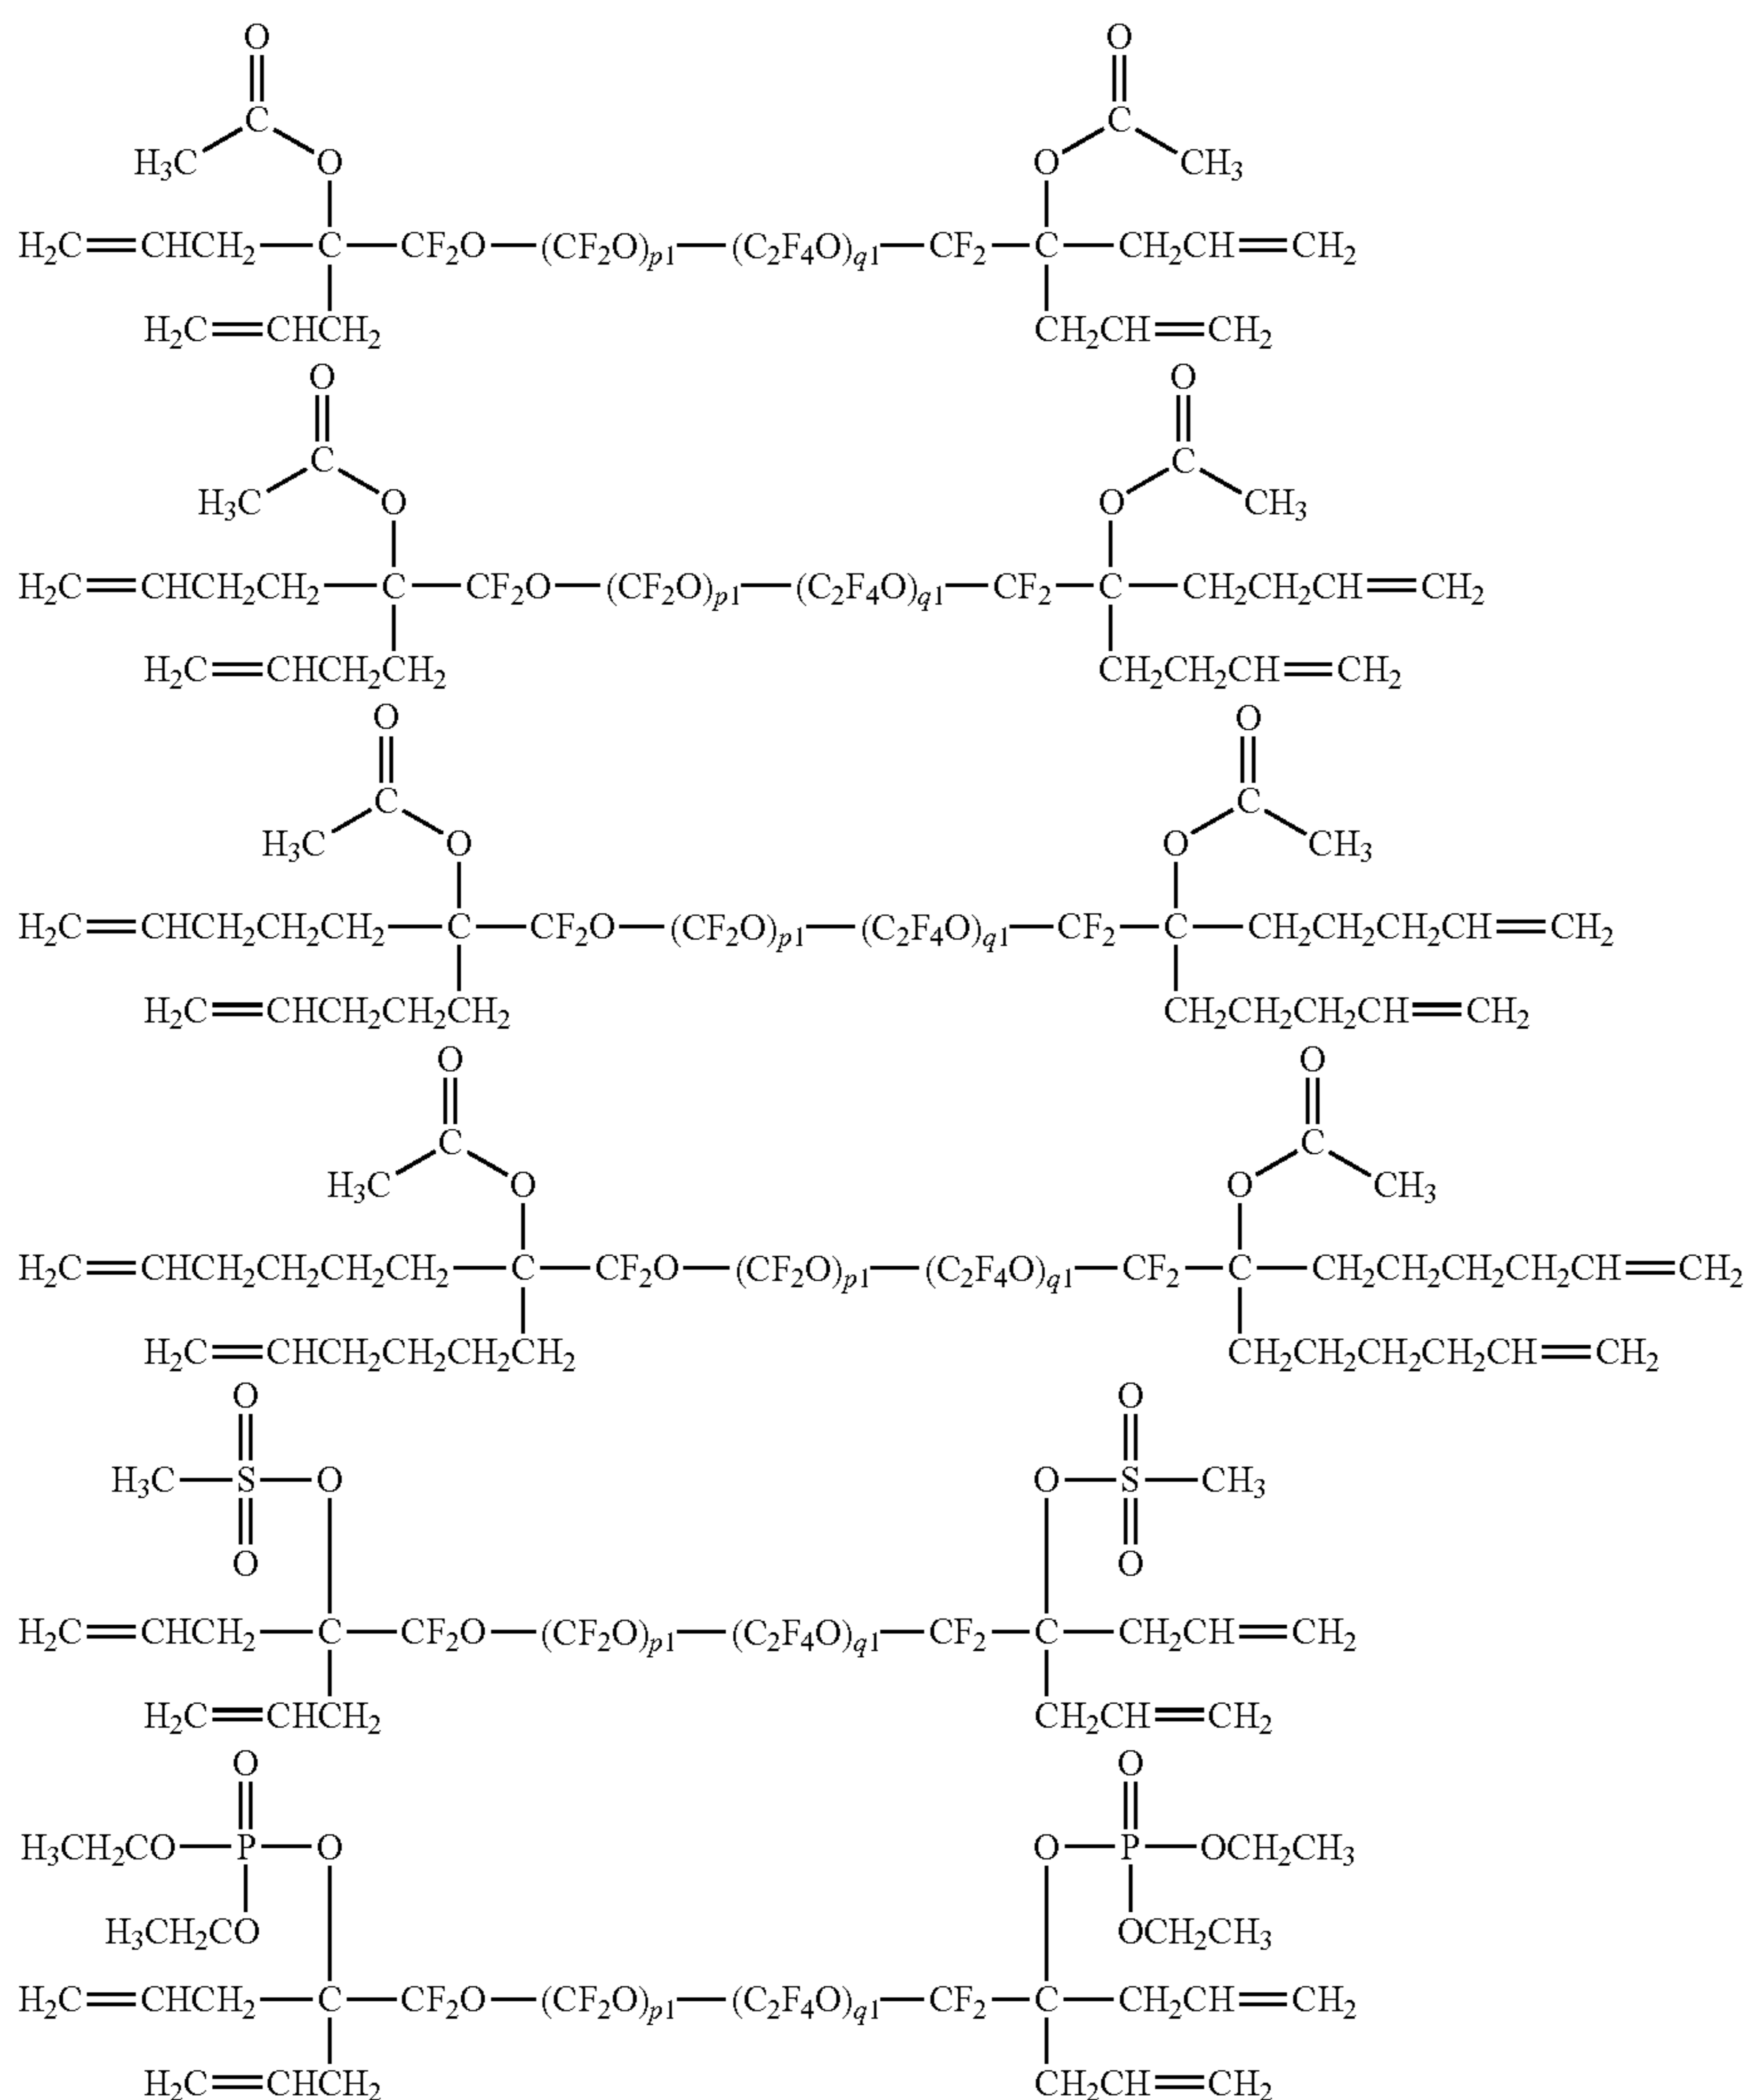 O O
C C
H₃C O O CH₃
H₂C=CHCH₂—C—CF₂O—(CF₂O)p1—(C₂F₄O)q1—CF₂—C—CH₂CH=CH₂
H₂C=CHCH₂ CH₂CH=CH₂
O O
C C
H₃C O O CH₃
H₂C=CHCH₂CH₂—C—CF₂O—(CF₂O)p1—(C₂F₄O)q1—CF₂—C—CH₂CH₂CH=CH₂
H₂C=CHCH₂CH₂ CH₂CH₂CH=CH₂
O O
C C
H₃C O O CH₃
H₂C=CHCH₂CH₂CH₂—C—CF₂O—(CF₂O)p1—(C₂F₄O)q1—CF₂—C—CH₂CH₂CH₂CH=CH₂
H₂C=CHCH₂CH₂CH₂ CH₂CH₂CH₂CH=CH₂
O O
C C
H₃C O O CH₃
H₂C=CHCH₂CH₂CH₂CH₂—C—CF₂O—(CF₂O)p1—(C₂F₄O)q1—CF₂—C—CH₂CH₂CH₂CH₂CH=CH₂
H₂C=CHCH₂CH₂CH₂CH₂ CH₂CH₂CH₂CH₂CH=CH₂
O O
H₃C—S—O O—S—CH₃
O O
H₂C=CHCH₂—C—CF₂O—(CF₂O)p1—(C₂F₄O)q1—CF₂—C—CH₂CH=CH₂
H₂C=CHCH₂ CH₂CH=CH₂
O O
H₃CH₂CO—P—O O—P—OCH₂CH₃
H₃CH₂CO OCH₂CH₃
H₂C=CHCH₂—C—CF₂O—(CF₂O)p1—(C₂F₄O)q1—CF₂—C—CH₂CH=CH₂
H₂C=CHCH₂ CH₂CH=CH₂